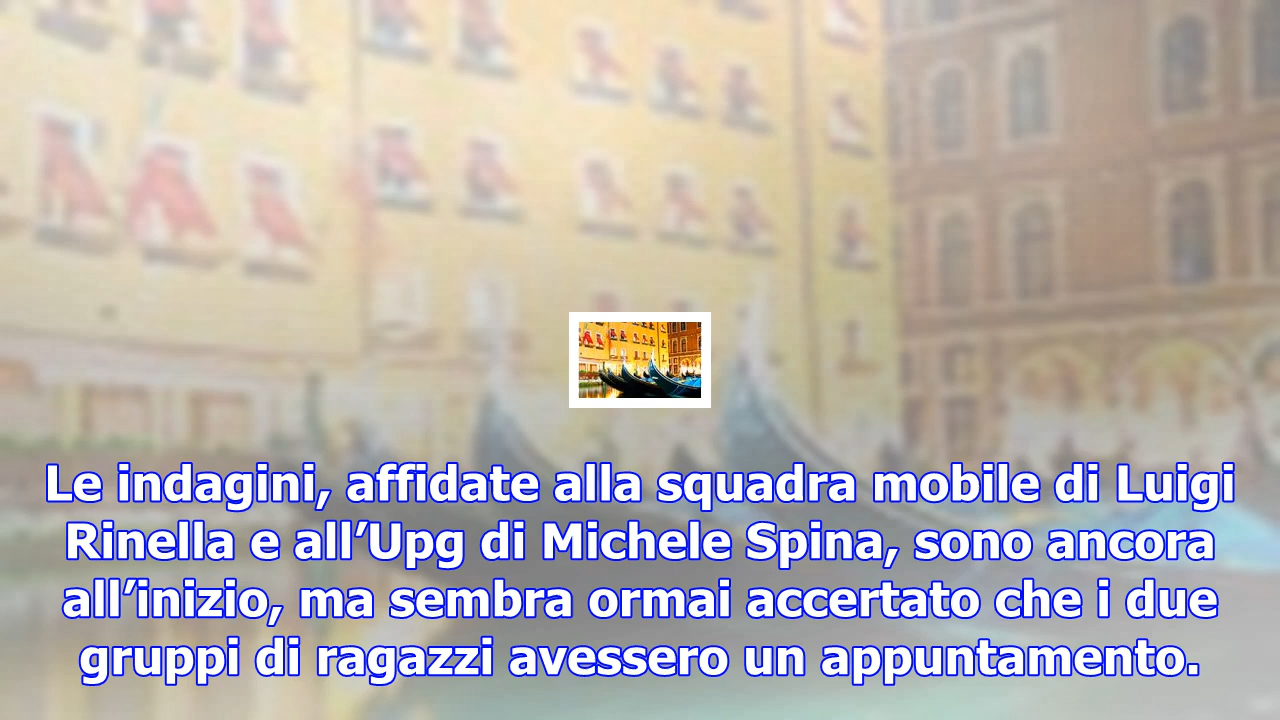 Le indagini, affidate alla squadra mobile di Luigi
Rinella e all’Upg di Michele Spina, sono ancora
all’inizio, ma sembra ormai accertato che i due
gruppi di ragazzi avessero un appuntamento.